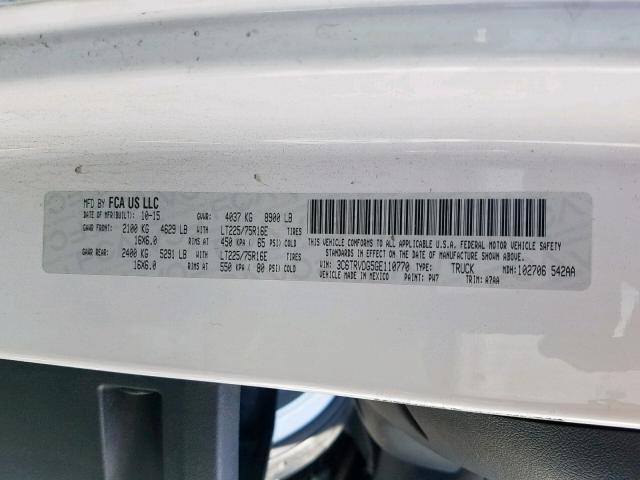 MFD BY FCA US LLC
DATE OF MFR(BUILT): 10-15 GVWR: 4037 KG 8900 LB
GAWR FRONT: 2100 KG 4629 LB WITH LT225/75R16E TIRES
16X6.0 RIMS AT 450 KPA ( 65 PSI) COLD
GAWR REAR: 2400 KG 5291 LB WITH LT225/75R16E TIRES
16X6.0 RIMS AT 550 KPA ( 80 PSI) COLD
THIS VEHICLE CONFORMS TO ALL APPLICABLE U.S.A. FEDERAL MOTOR VEHICLE SAFETY
STANDARDS IN EFFECT ON THE DATE OF MANUFACTURE SHOWN ABOVE.
VIN: 3C6TRVDG5GE110770 TYPE: TRUCK MDH: 102706 542AA
VEHICLE MADE IN MEXICO PAINT: PW7 TRIM: A7AA